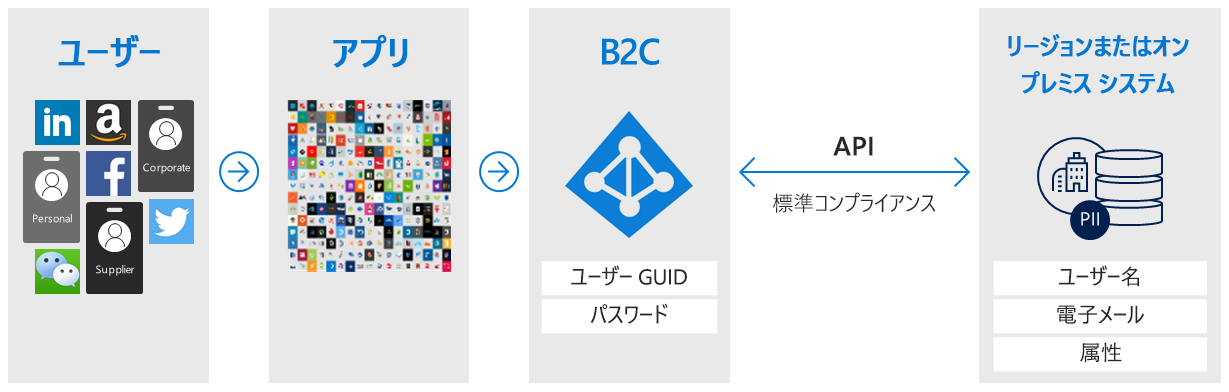 ユーザー
in
a
Corporate
Personal
f
Supplier
アプリ
B2C
ユーザー GUID
パスワード
API
標準コンプライアンス
リージョンまたはオン
プレミス システム
PII
ユーザー名
電子メール
属性